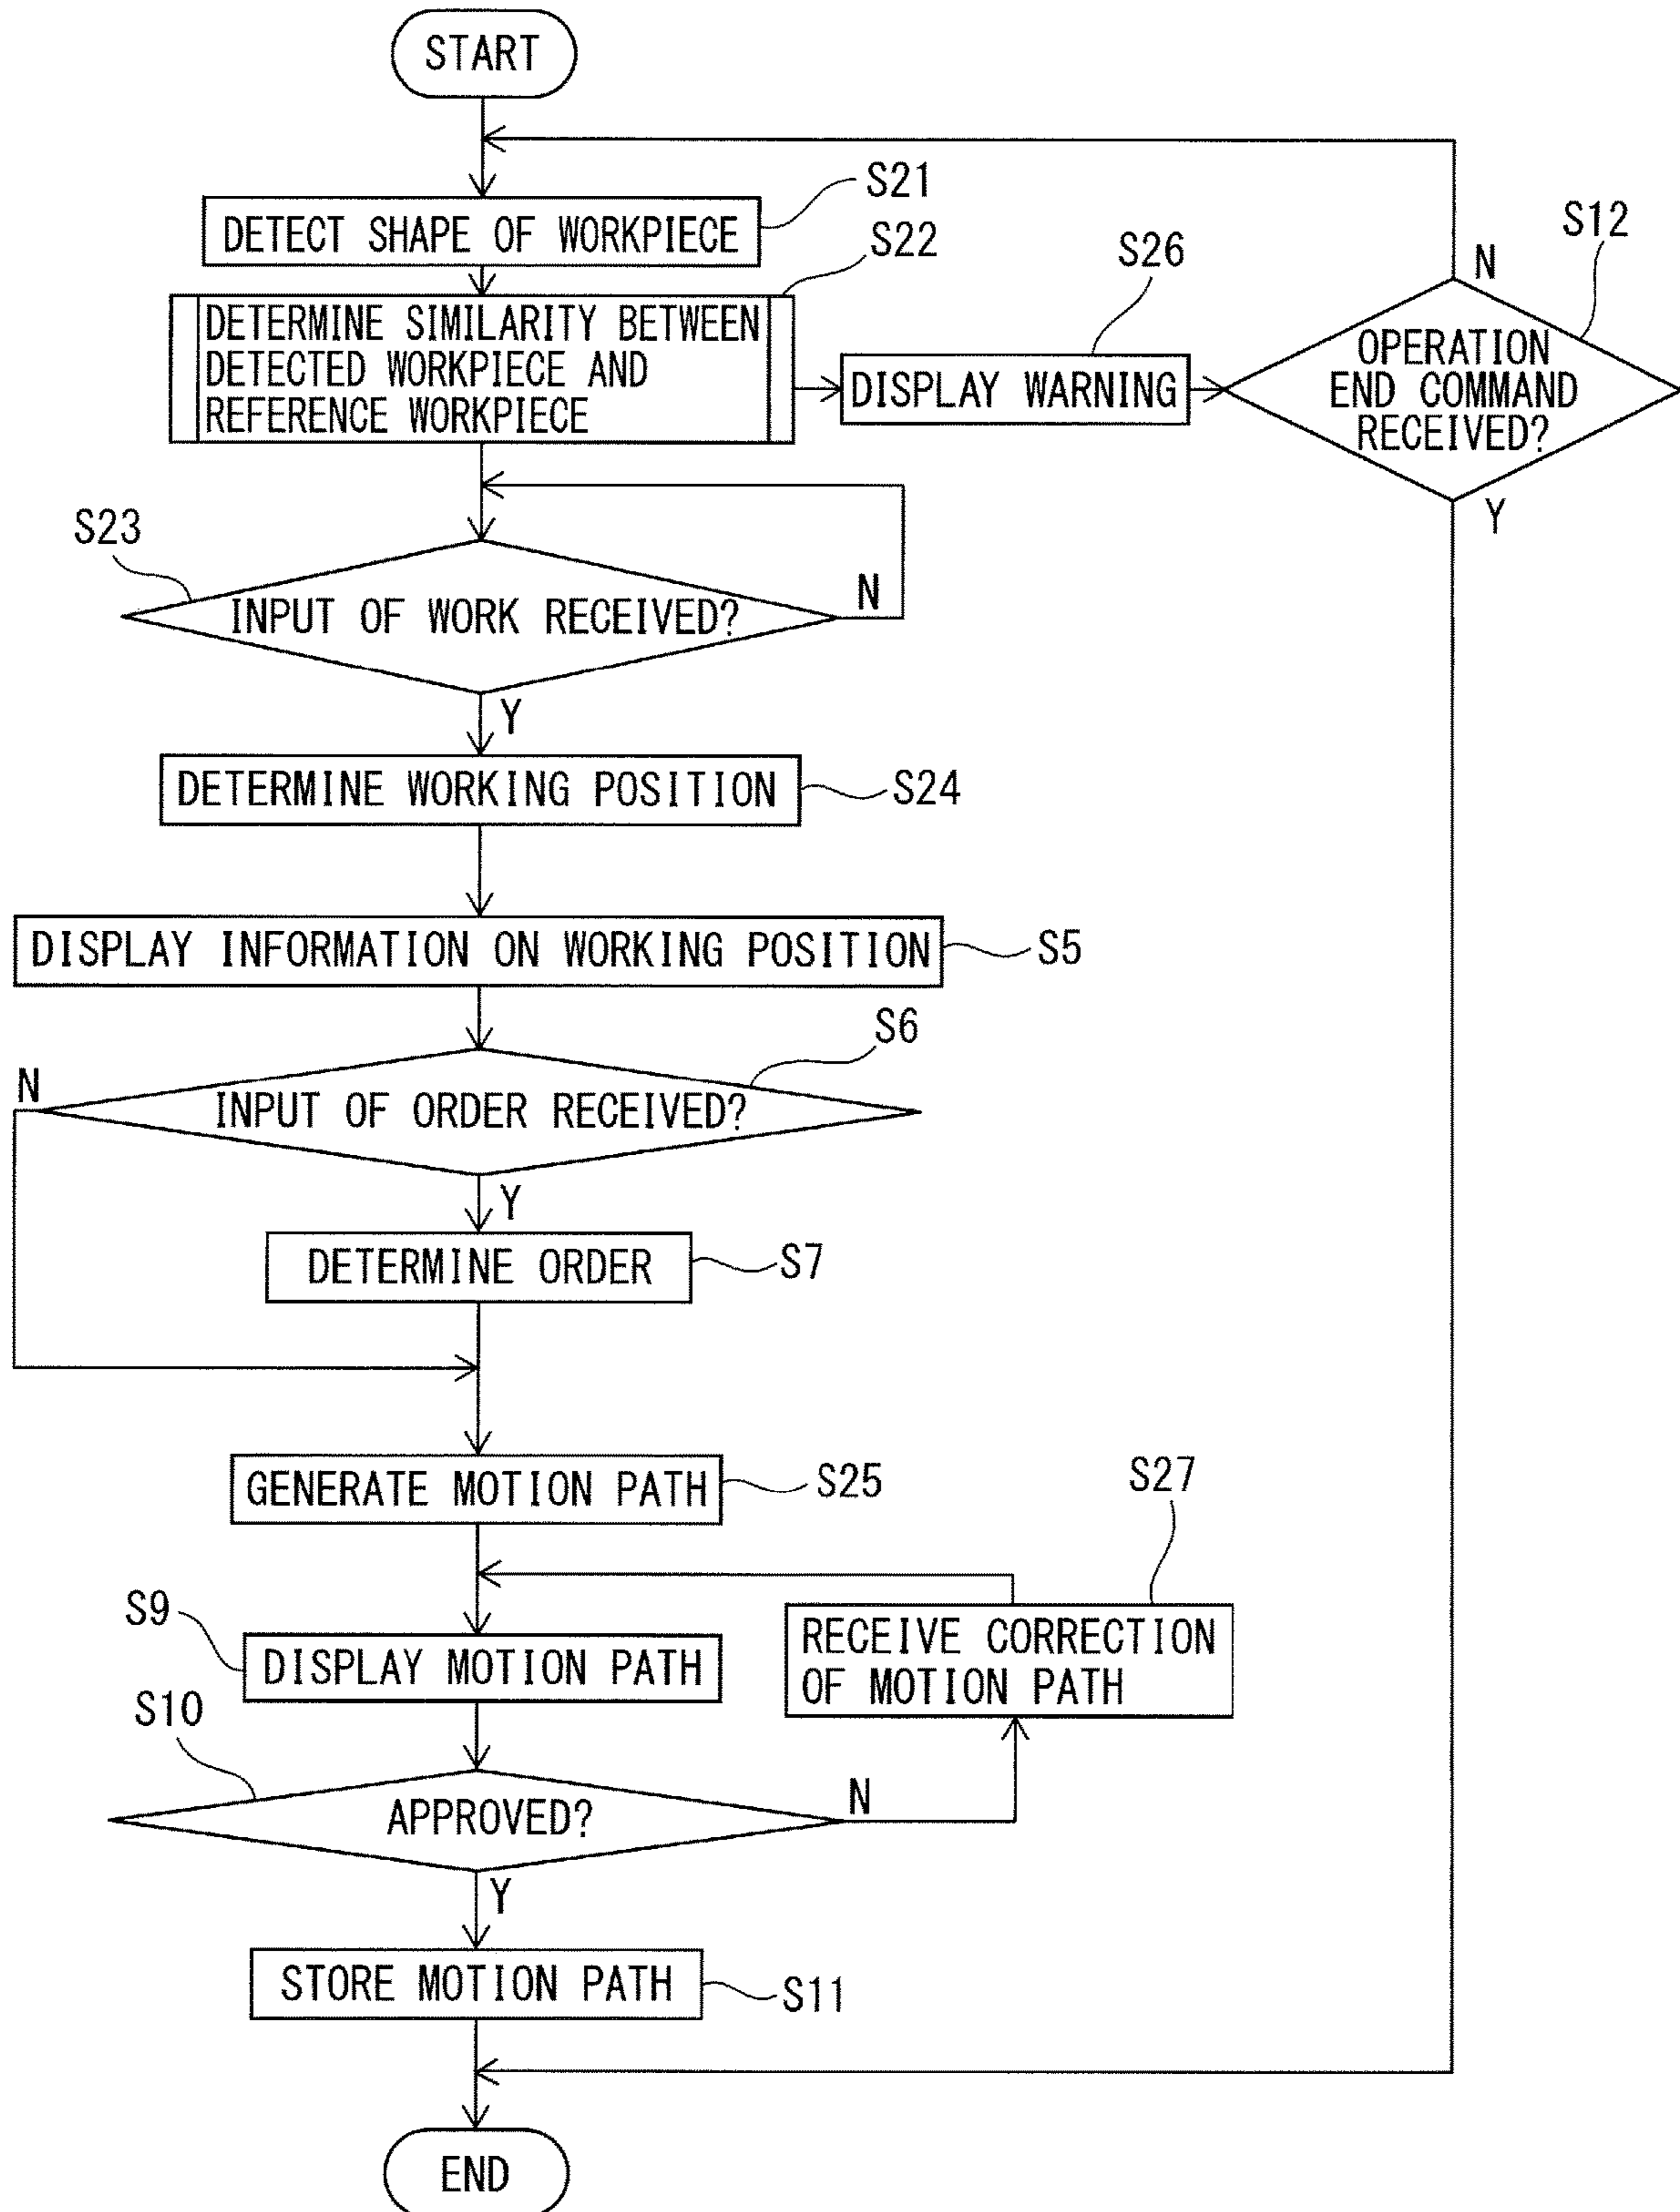 START
S21
DETECT SHAPE OF WORKPIECE
S22
DETERMINE SIMILARITY BETWEEN
DETECTED WORKPIECE AND
REFERENCE WORKPIECE
S26
DISPLAY WARNING
S12
N
OPERATION
END COMMAND
RECEIVED?
Y
S23
INPUT OF WORK RECEIVED?
N
Y
DETERMINE WORKING POSITION
S24
DISPLAY INFORMATION ON WORKING POSITION
S5
S6
N
INPUT OF ORDER RECEIVED?
Y
DETERMINE ORDER
S7
GENERATE MOTION PATH
S25
S27
RECEIVE CORRECTION
OF MOTION PATH
S9
DISPLAY MOTION PATH
S10
APPROVED?
N
Y
STORE MOTION PATH
S11
END